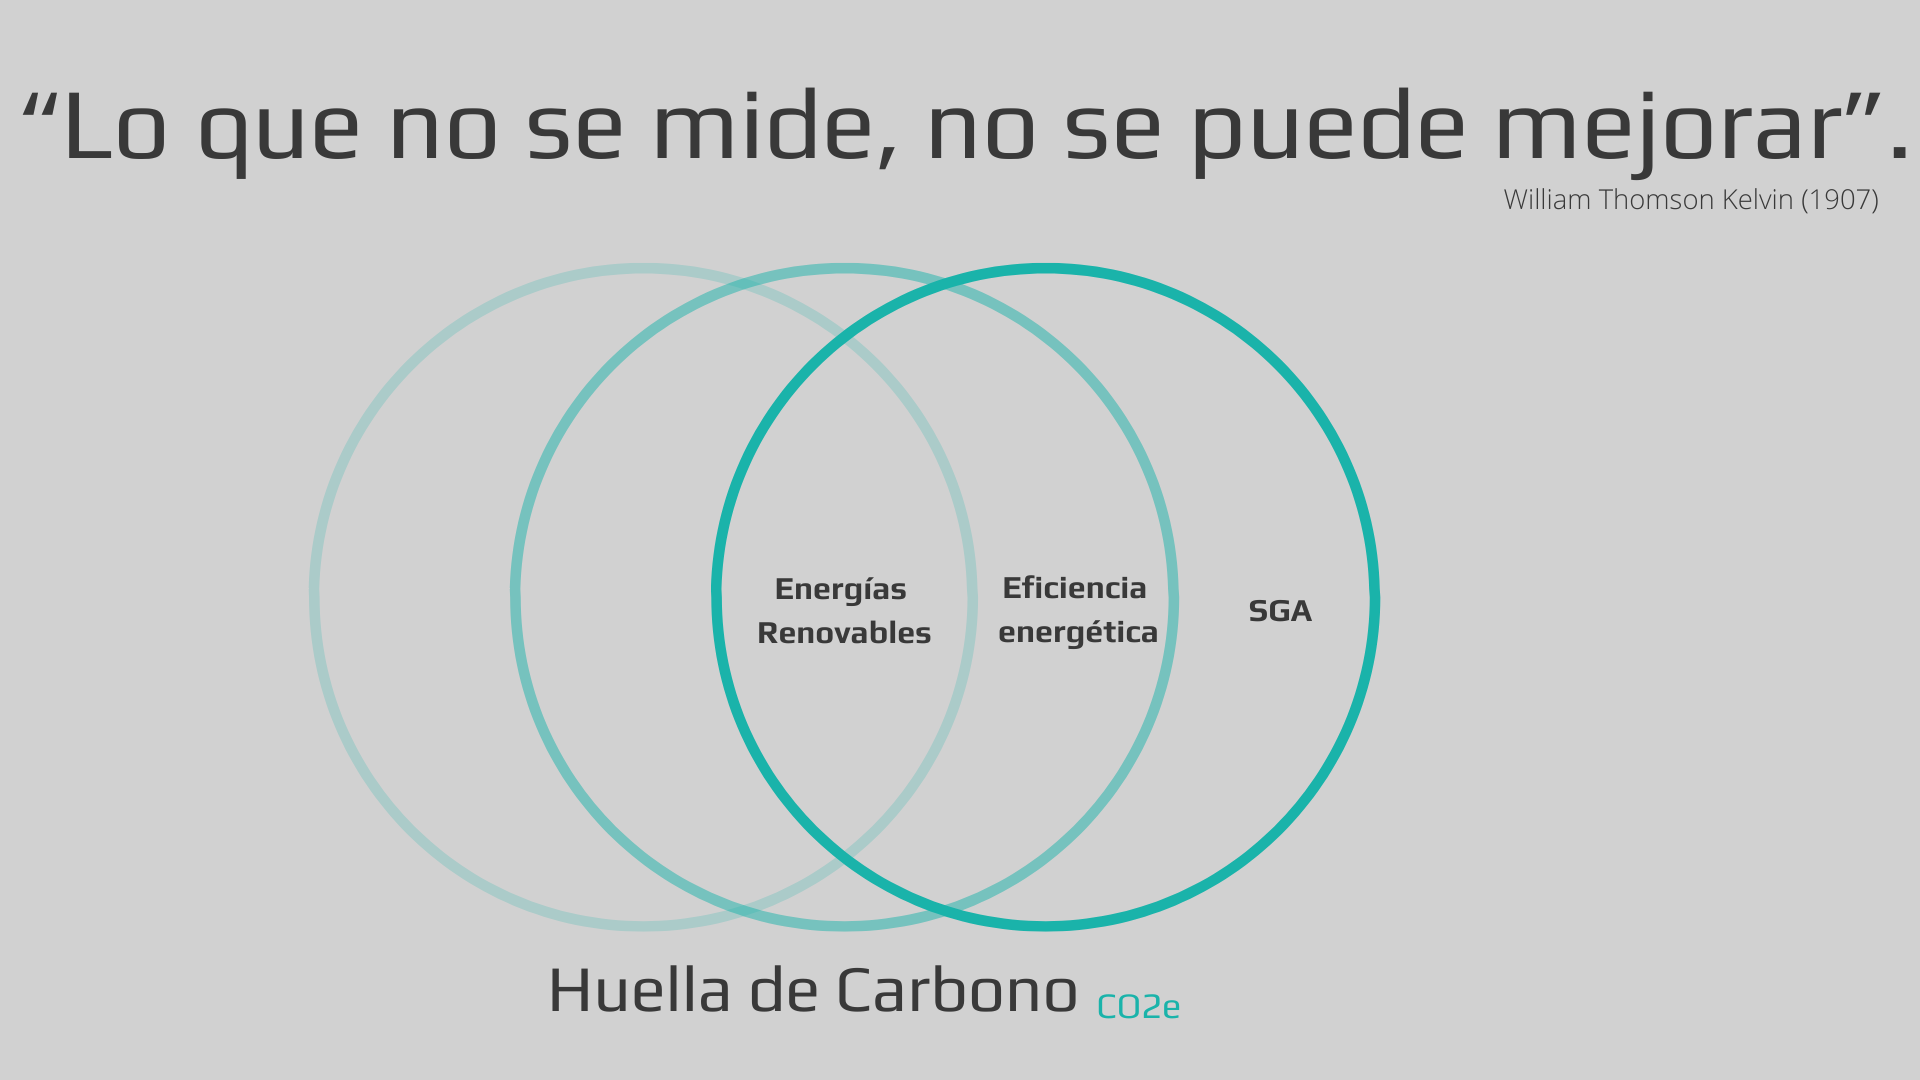 “Lo que no se mide, no se puede mejorar”.
William Thomson Kelvin (1907)
Energías
Renovables
Eficiencia
energética
SGA
Huella de Carbono CO2e